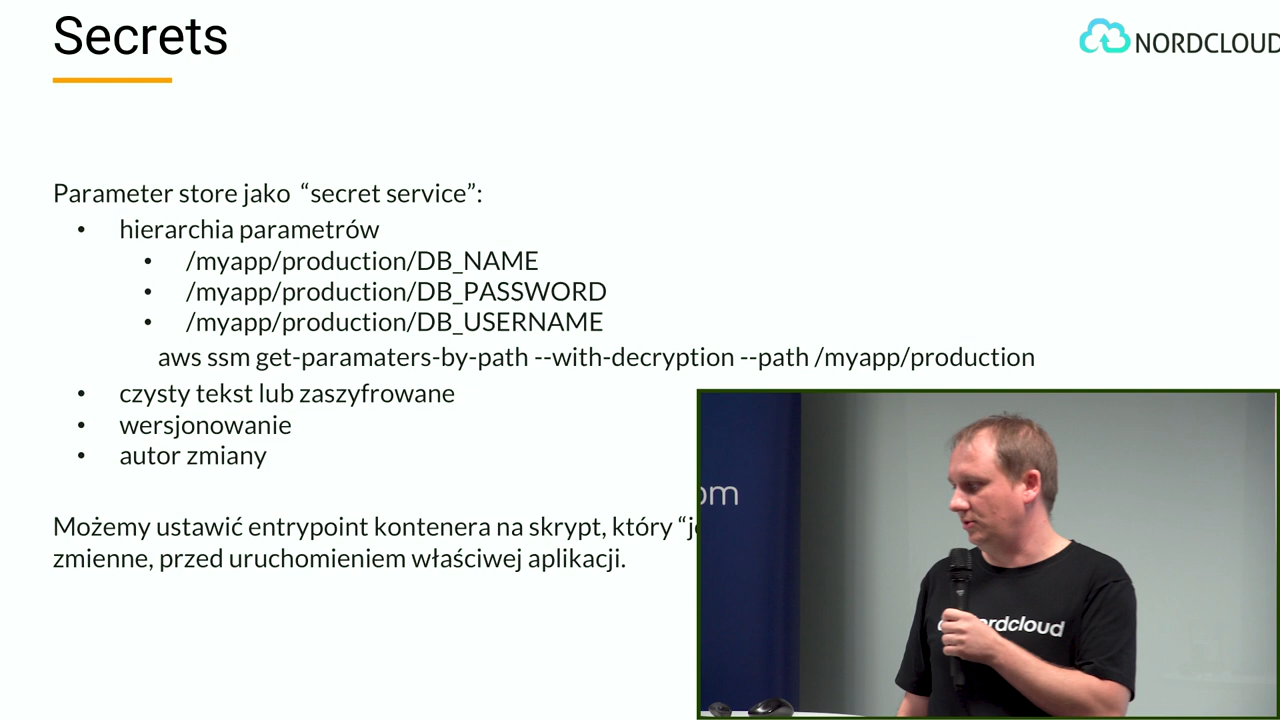 Secrets
NORDCLOUD
Parameter store jako “secret service”:
• hierarchia parametrów
• /myapp/production/DB_NAME
• /myapp/production/DB_PASSWORD
• /myapp/production/DB_USERNAME
aws ssm get-paramaters-by-path --with-decryption --path /myapp/production
• czysty tekst lub zaszyfrowane
• wersjonowanie
• autor zmiany
Możemy ustawić entrypoint kontenera na skrypt, który
zmienne, przed uruchomieniem właściwej aplikacji.